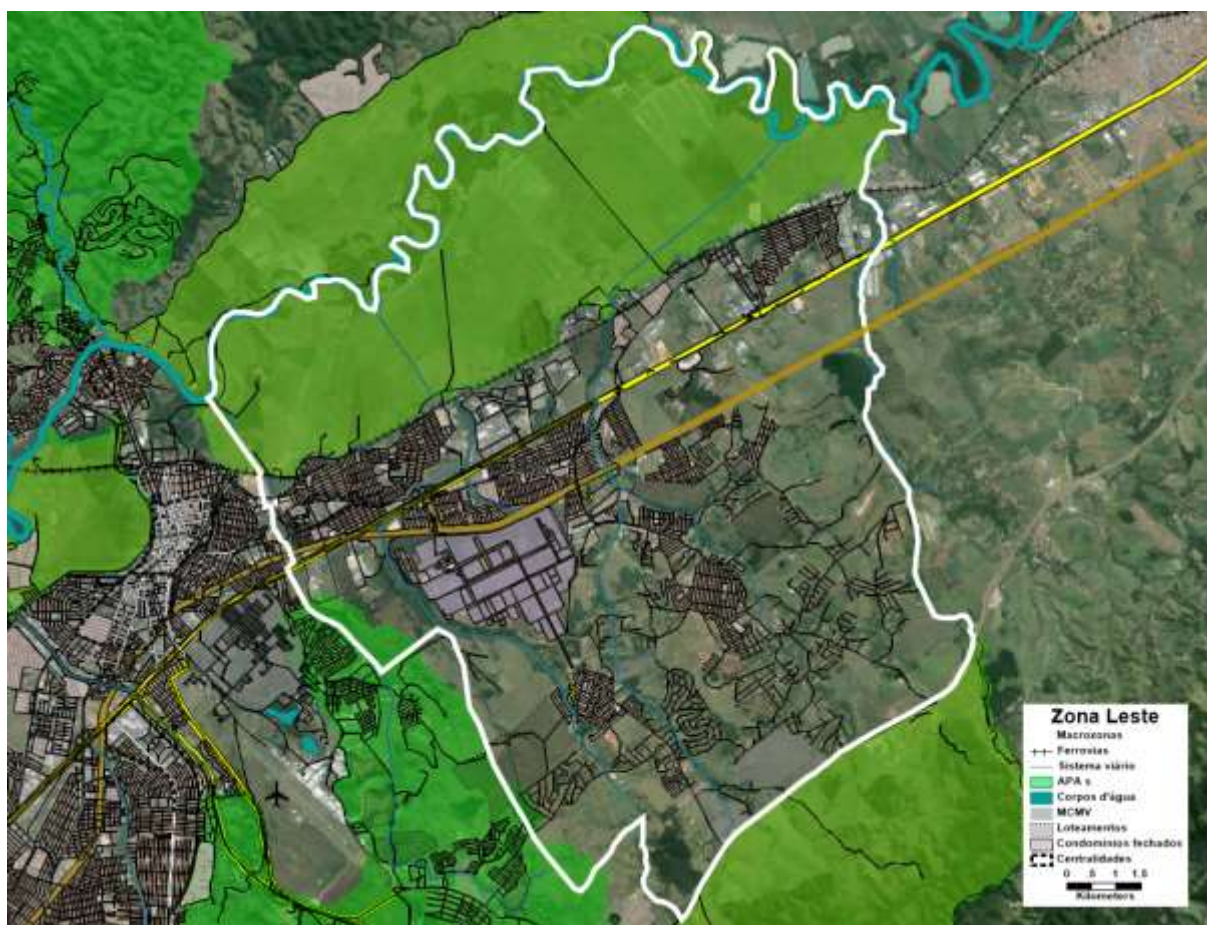 Zona Leste
Macrozonas
Ferrovias
Sistema viário
APA s
Corpos d'água
MCMV
Loteamentos
Condomínios fechados
Centralidades
0 .5 1 1.5
Kilometers